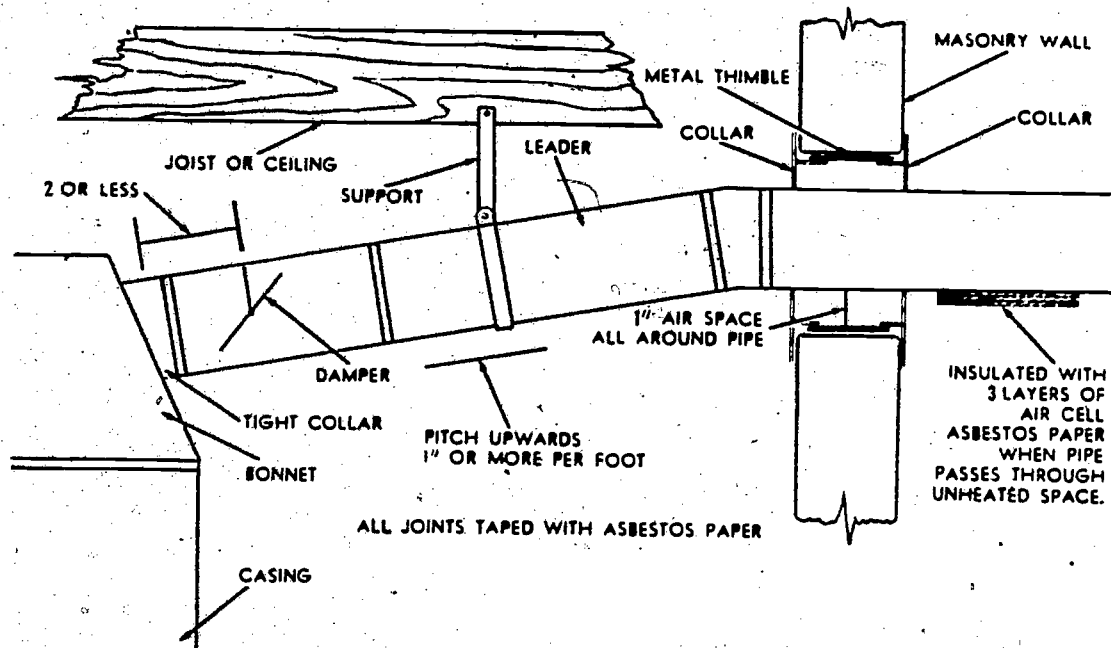 MASONRY WALL
METAL THIMBLE
COLLAR
COLLAR
LEADER
JOIST OR CEILING
SUPPORT
2 OR LESS
1" AIR SPACE
ALL AROUND PIPE
DAMPER
TIGHT COLLAR
BONNET
PITCH UPWARDS
1" OR MORE PER FOOT
INSULATED WITH
3 LAYERS OF
AIR CELL
ASBESTOS PAPER
WHEN PIPE
PASSES THROUGH
UNHEATED SPACE.
ALL JOINTS TAPED WITH ASBESTOS PAPER
CASING